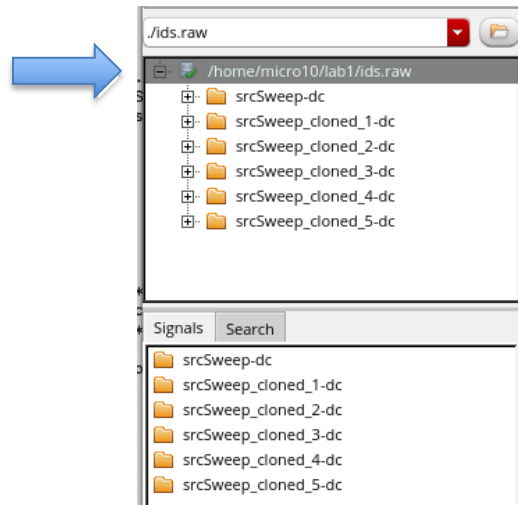 ./ids.raw
/home/micro10/lab1/ids.raw
srcSweep-dc
srcSweep_cloned_1-dc
srcSweep_cloned_2-dc
srcSweep_cloned_3-dc
srcSweep_cloned_4-dc
srcSweep_cloned_5-dc
Signals Search
srcSweep-dc
srcSweep_cloned_1-dc
srcSweep_cloned_2-dc
srcSweep_cloned_3-dc
srcSweep_cloned_4-dc
srcSweep_cloned_5-dc